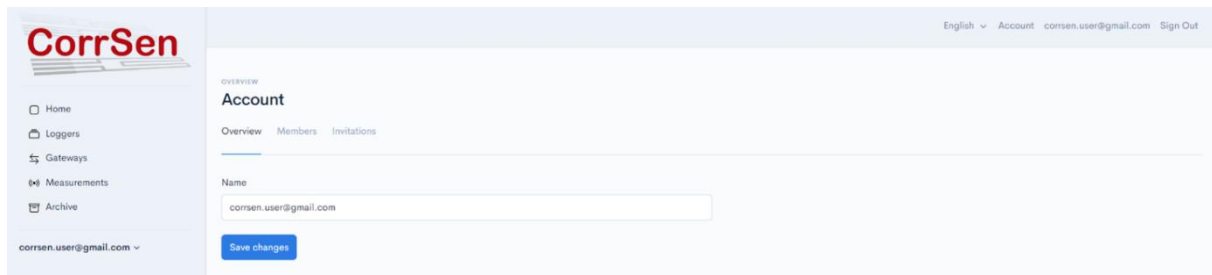 CorrSen
Home
Loggers
Gateways
Measurements
Archive
corrsen.user@gmail.com
English Account corrsen.user@gmail.com Sign Out
OVERVIEW
Account
Overview Members Invitations
Name
corrsen.user@gmail.com
Save changes